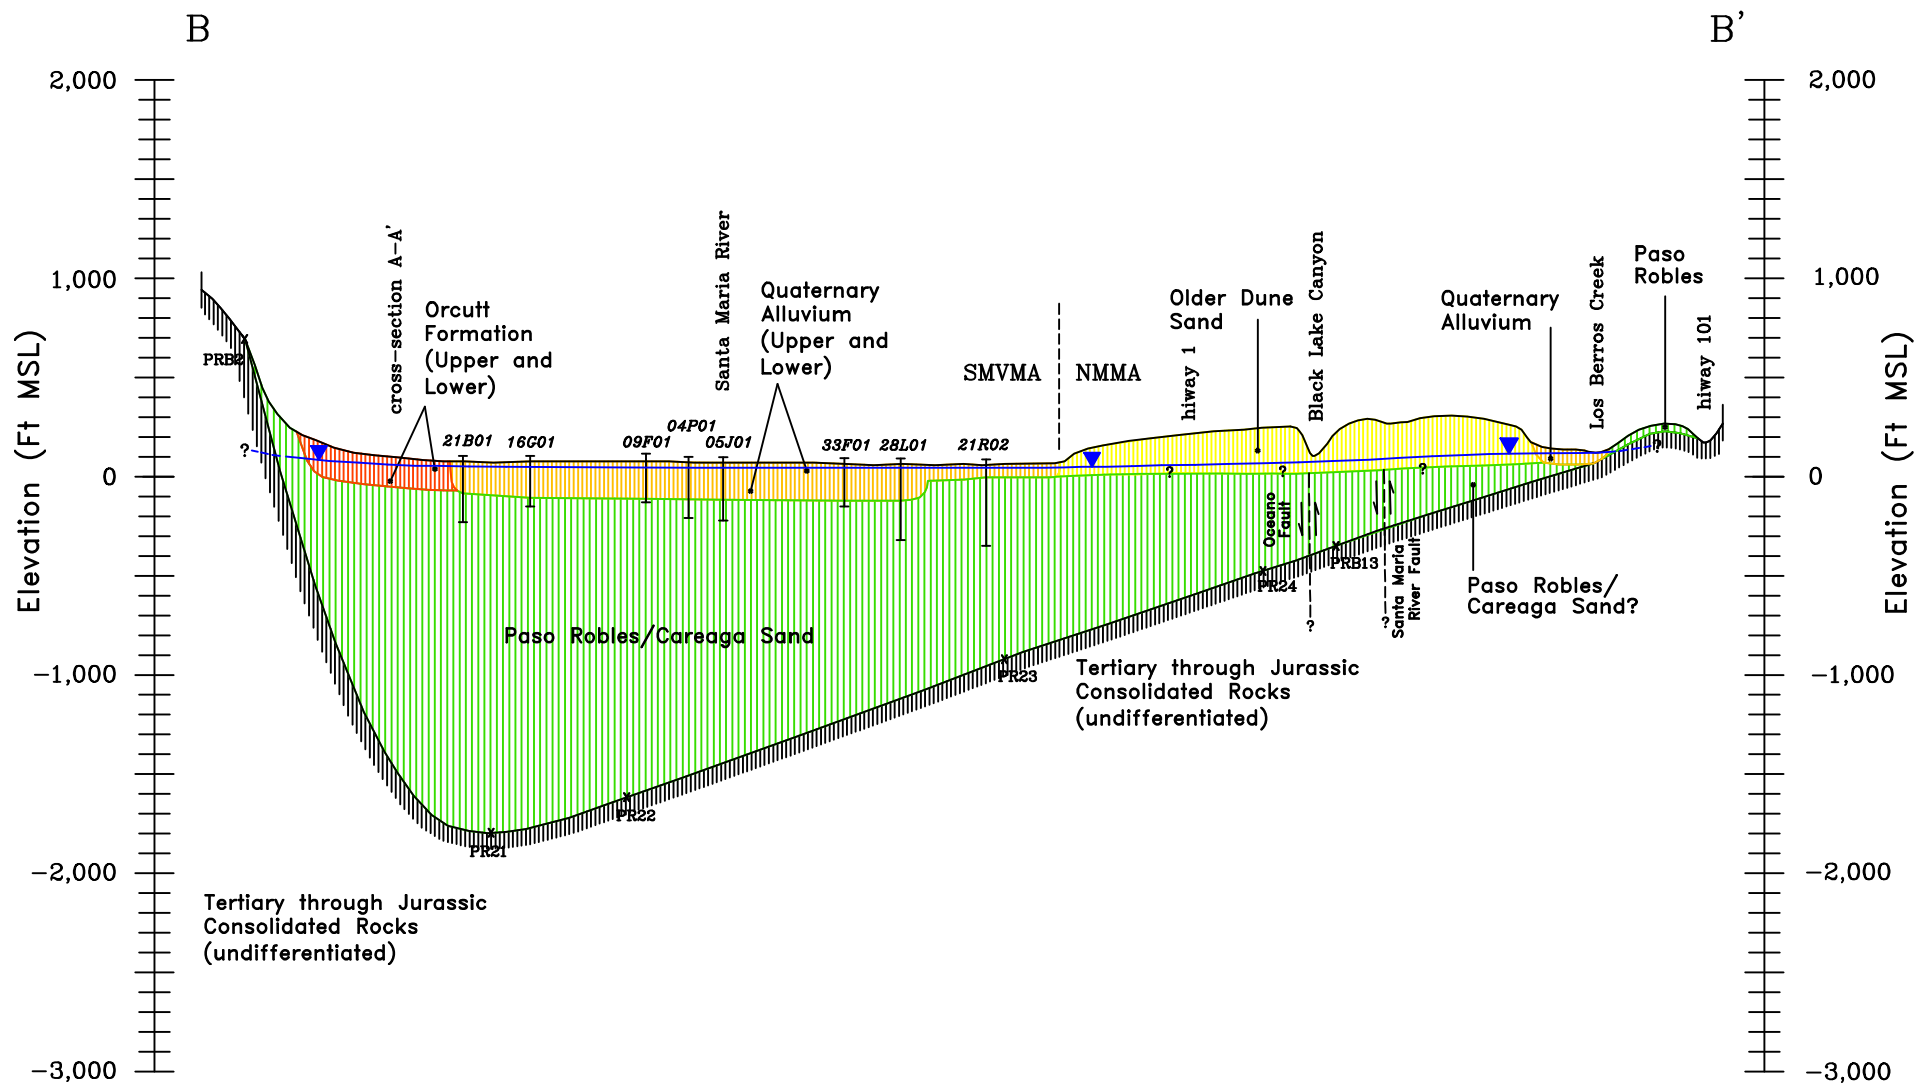 B
B'
2,000
1,000
0
-1,000
-2,000
-3,000
Elevation (Ft MSL)
2,000
1,000
0
-1,000
-2,000
-3,000
Elevation (Ft MSL)
PRB2
?
cross-section A-A'
Orcutt
Formation
(Upper and
Lower)
21B01
16G01
09F01
04P01
05J01
Santa Maria River
Quaternary
Alluvium
(Upper and
Lower)
33F01
28L01
21R02
SMVMA
NMMA
hiway 1
Older Dune
Sand
Black Lake Canyon
Quaternary
Alluvium
Los Berros Creek
Paso
Robles
hiway 101
?
?
?
?
Oceano
Fault
?
Santa Maria
River Fault
?
PRB13
PR24
PR23
PR22
PR21
Paso Robles/Careaga Sand
Paso Robles/
Careaga Sand?
Tertiary through Jurassic
Consolidated Rocks
(undifferentiated)
Tertiary through Jurassic
Consolidated Rocks
(undifferentiated)